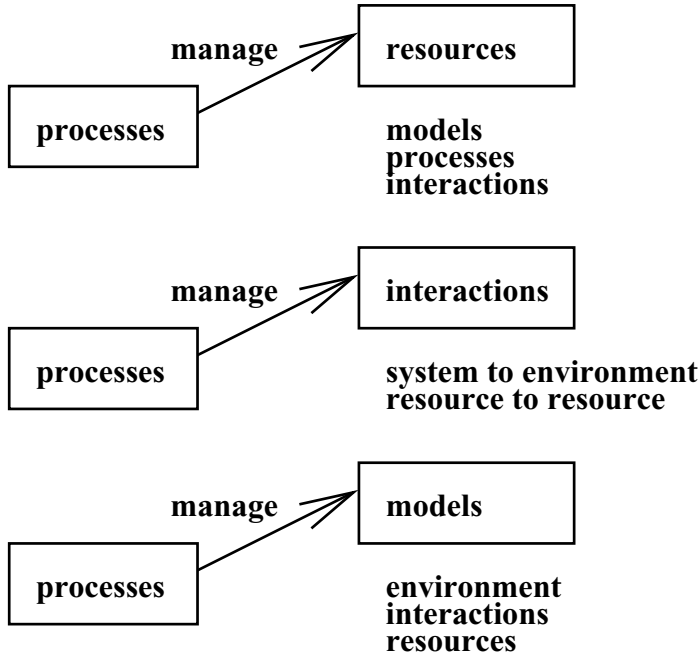 manage
resources
processes
models
processes
interactions
manage
interactions
processes
system to environment
resource to resource
manage
models
processes
environment
interactions
resources